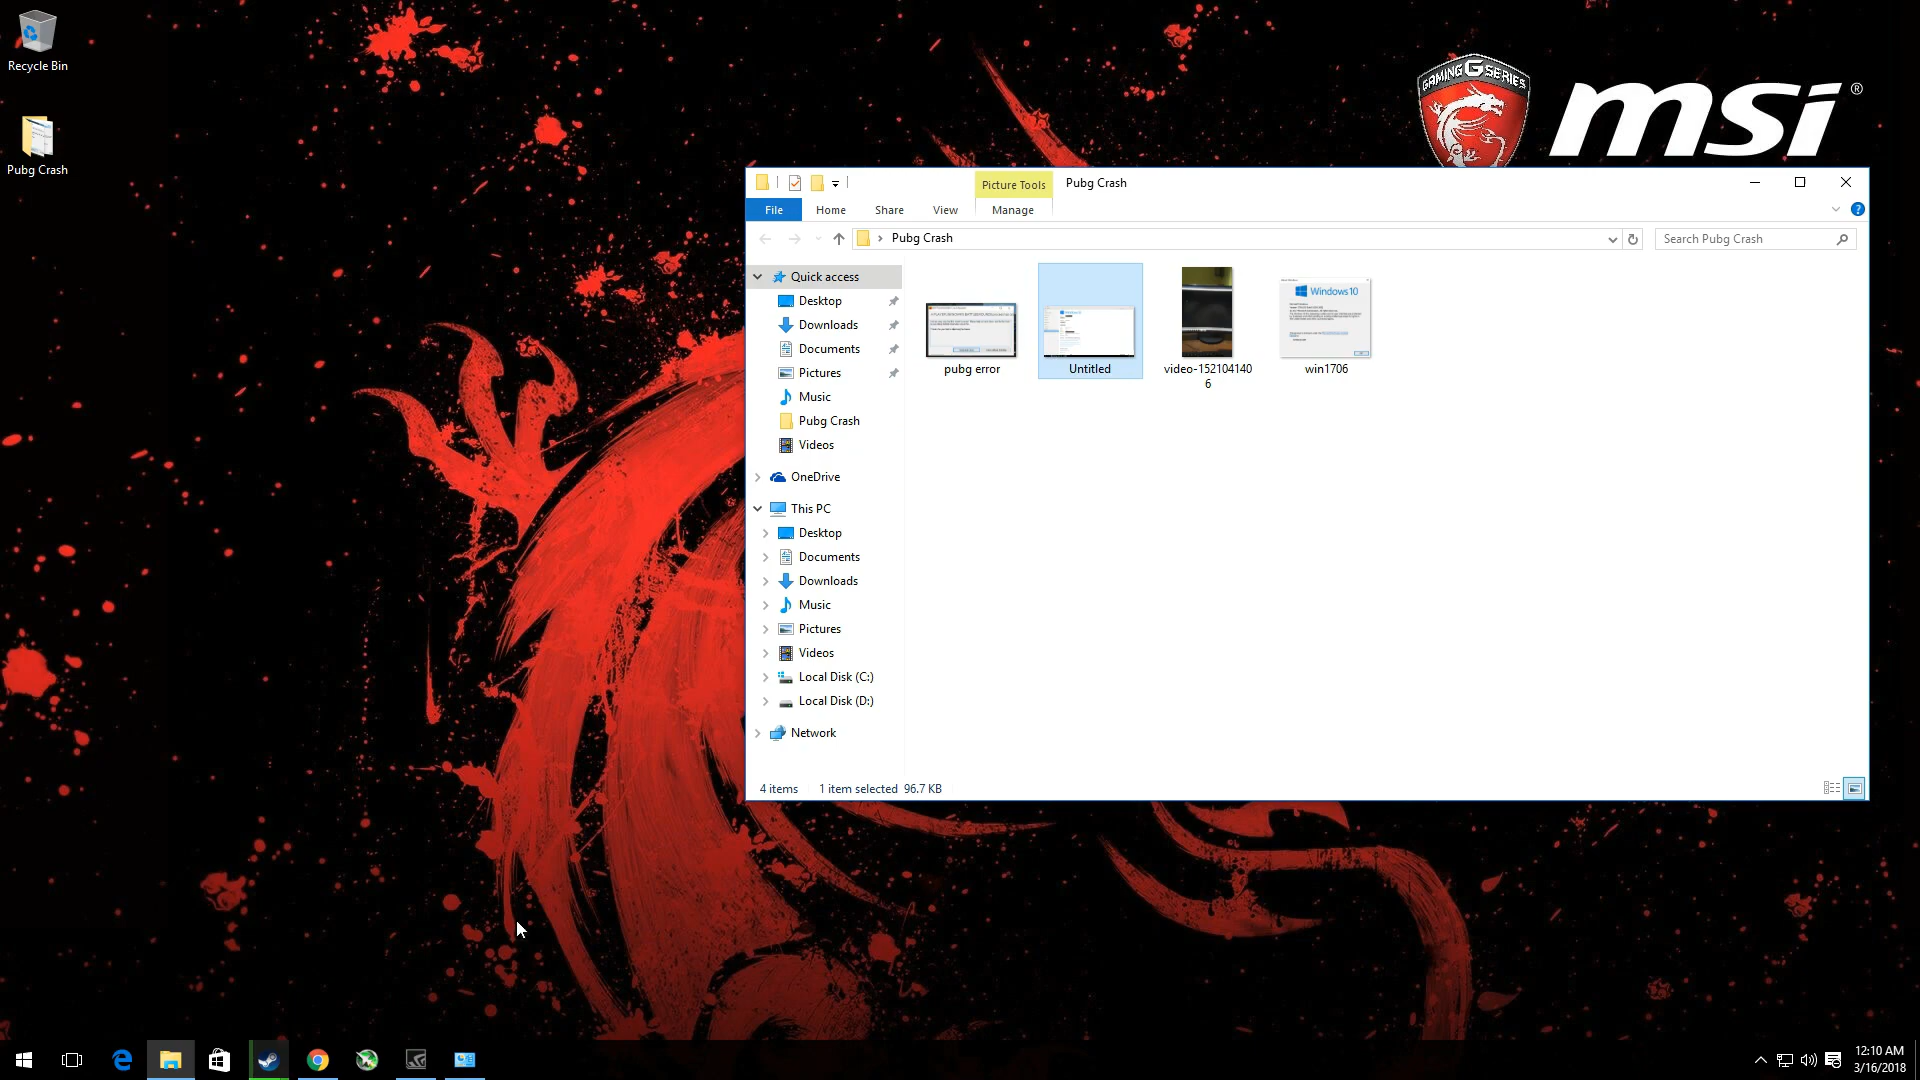 Recycle Bin
Pubg Crash
GAMING G SERIES
msi®
Picture Tools
Pubg Crash
File
Home
Share
View
Manage
Pubg Crash
Search Pubg Crash
Quick access
Desktop
Downloads
Documents
Pictures
Music
Pubg Crash
Videos
OneDrive
This PC
Desktop
Documents
Downloads
Music
Pictures
Videos
Local Disk (C:)
Local Disk (D:)
Network
Windows 10
pubg error
Untitled
video-152104140
6
win1706
4 items
1 item selected 96.7 KB
12:10 AM
3/16/2018